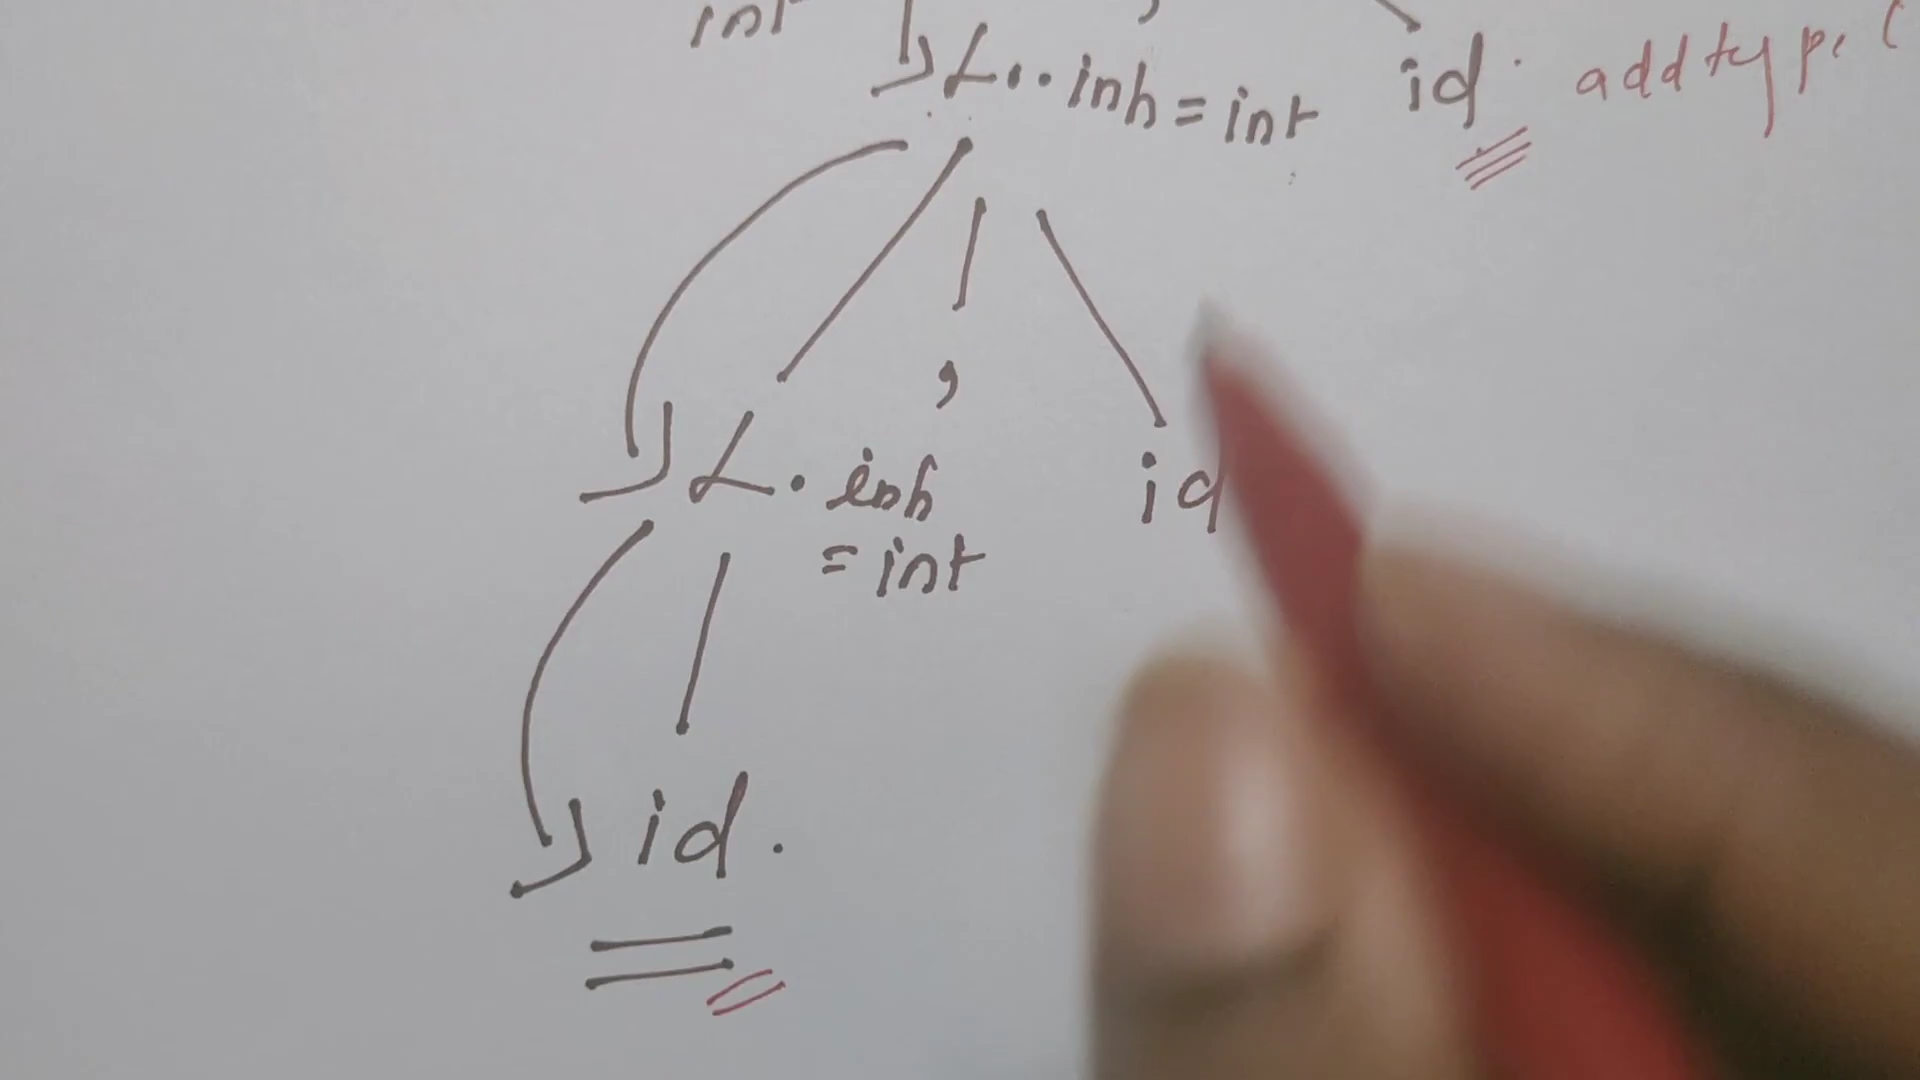 int ,
L . . inh = int id . addtype (
,
L . inh id
= int
id .